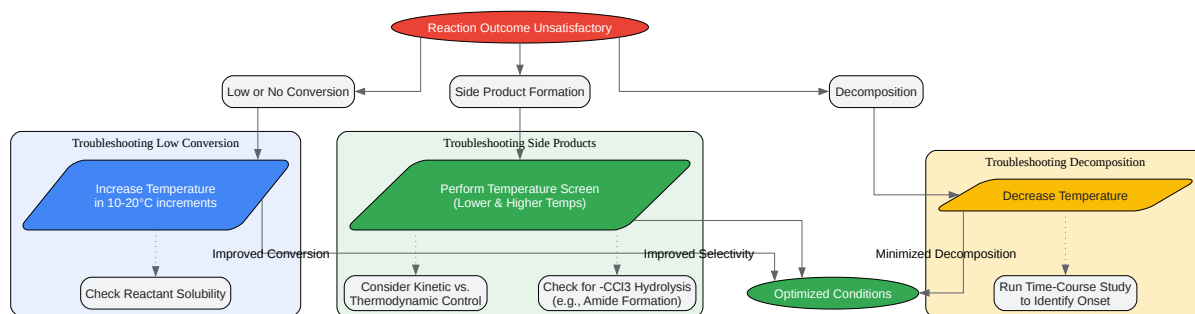 Reaction Outcome Unsatisfactory
Low or No Conversion
Side Product Formation
Decomposition
Troubleshooting Low Conversion
Increase Temperature
in 10-20°C increments
Improved Conversion
Check Reactant Solubility
Troubleshooting Side Products
Perform Temperature Screen
(Lower & Higher Temps)
Improved Selectivity
Consider Kinetic vs.
Thermodynamic Control
Check for -CCl3 Hydrolysis
(e.g., Amide Formation)
Troubleshooting Decomposition
Decrease Temperature
Minimized Decomposition
Run Time-Course Study
to Identify Onset
Optimized Conditions